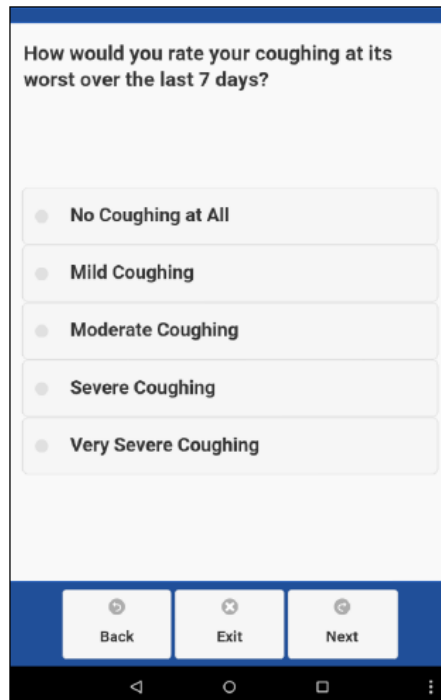 How would you rate your coughing at its
worst over the last 7 days?
No Coughing at All
Mild Coughing
Moderate Coughing
Severe Coughing
Very Severe Coughing
Back
Exit
Next